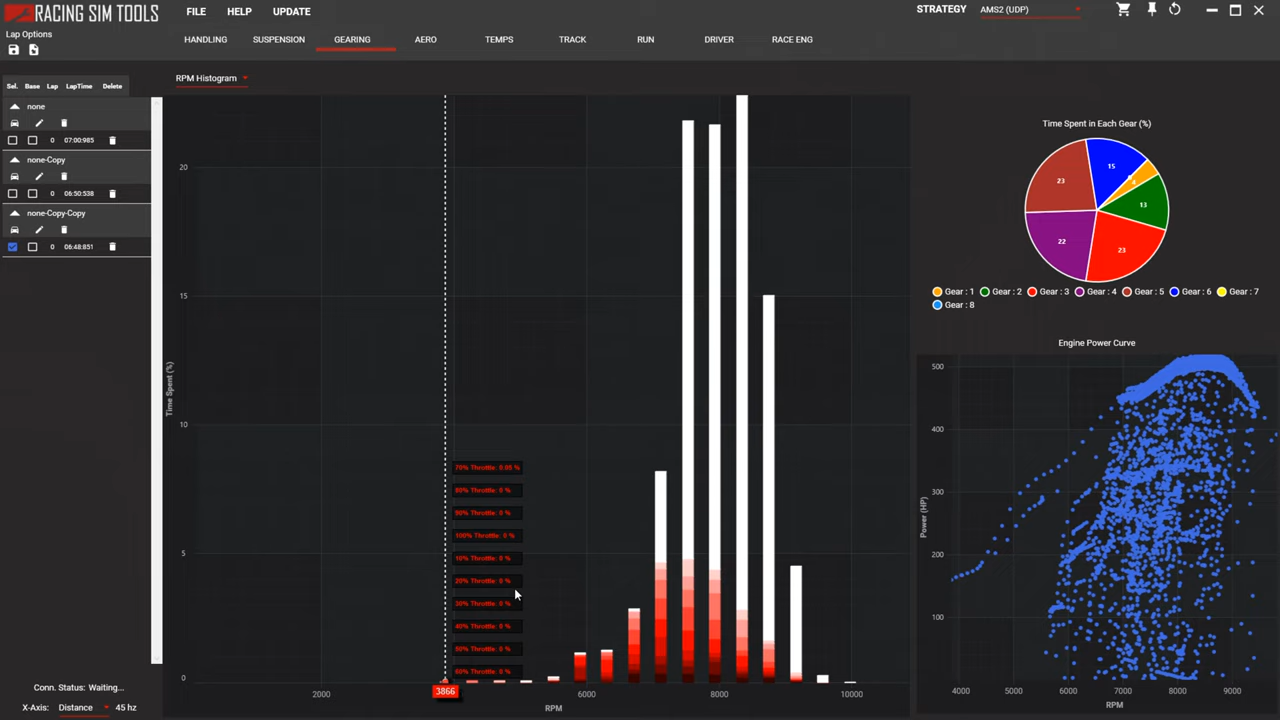 RACING SIM TOOLS
FILE HELP UPDATE
STRATEGY AMS2 (UDP)
Lap Options
HANDLING SUSPENSION GEARING AERO TEMPS TRACK RUN DRIVER RACE ENG
RPM Histogram
Sel. Base Lap LapTime Delete
none
0 07:00:985
none-Copy
0 06:50:538
none-Copy-Copy
0 06:48:851
Conn. Status: Waiting...
X-Axis: Distance 45 hz
Time Spent (%)
20
15
10
5
0
70% Throttle: 0.05 %
80% Throttle: 0 %
90% Throttle: 0 %
100% Throttle: 0 %
10% Throttle: 0 %
20% Throttle: 0 %
30% Throttle: 0 %
40% Throttle: 0 %
50% Throttle: 0 %
60% Throttle: 0 %
2000 3866 6000 8000 10000
RPM
Time Spent in Each Gear (%)
15
23
13
22
23
Gear : 1 Gear : 2 Gear : 3 Gear : 4 Gear : 5 Gear : 6 Gear : 7
Gear : 8
Engine Power Curve
Power (HP)
500
400
300
200
100
4000 5000 6000 7000 8000 9000
RPM